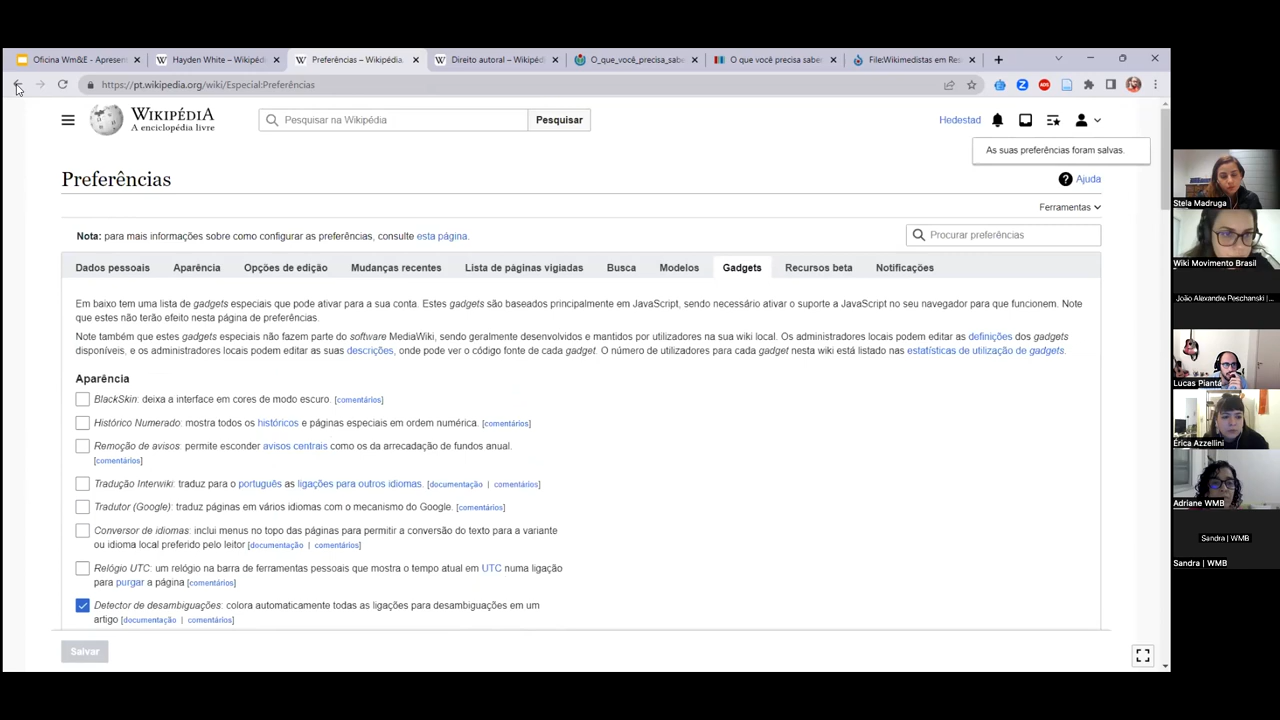 Oficina Wm&E - Apresen
Hayden White – Wikipéd
Preferências – Wikipédia,
Direito autoral – Wikipédi
O_que_você_precisa_sabe
O que você precisa saber
File:Wikimedistas em Res
https://pt.wikipedia.org/wiki/Especial:Preferências
WIKIPÉDIA
A enciclopédia livre
Pesquisar na Wikipédia
Pesquisar
Hedestad
As suas preferências foram salvas.
Preferências
Ajuda
Ferramentas
Nota: para mais informações sobre como configurar as preferências, consulte esta página.
Procurar preferências
Dados pessoais Aparência Opções de edição Mudanças recentes Lista de páginas vigiadas Busca Modelos Gadgets Recursos beta Notificações
Em baixo tem uma lista de gadgets especiais que pode ativar para a sua conta. Estes gadgets são baseados principalmente em JavaScript, sendo necessário ativar o suporte a JavaScript no seu navegador para que funcionem. Note
que estes não terão efeito nesta página de preferências.
Note também que estes gadgets especiais não fazem parte do software MediaWiki, sendo geralmente desenvolvidos e mantidos por utilizadores na sua wiki local. Os administradores locais podem editar as definições dos gadgets
disponíveis, e os administradores locais podem editar as suas descrições, onde pode ver o código fonte de cada gadget. O número de utilizadores para cada gadget nesta wiki está listado nas estatísticas de utilização de gadgets.
Aparência
BlackSkin: deixa a interface em cores de modo escuro. [comentários]
Histórico Numerado: mostra todos os históricos e páginas especiais em ordem numérica. [comentários]
Remoção de avisos: permite esconder avisos centrais como os da arrecadação de fundos anual.
[comentários]
Tradução Interwiki: traduz para o português as ligações para outros idiomas. [documentação | comentários]
Tradutor (Google): traduz páginas em vários idiomas com o mecanismo do Google. [comentários]
Conversor de idiomas: inclui menus no topo das páginas para permitir a conversão do texto para a variante
ou idioma local preferido pelo leitor [documentação | comentários]
Relógio UTC: um relógio na barra de ferramentas pessoais que mostra o tempo atual em UTC numa ligação
para purgar a página [comentários]
Detector de desambiguações: colora automaticamente todas as ligações para desambiguações em um
artigo [documentação | comentários]
Salvar
Stela Madruga
Wiki Movimento Brasil
João Alexandre Peschanski |...
Lucas Piantá
Érica Azzellini
Adriane WMB
Sandra | WMB
Sandra | WMB